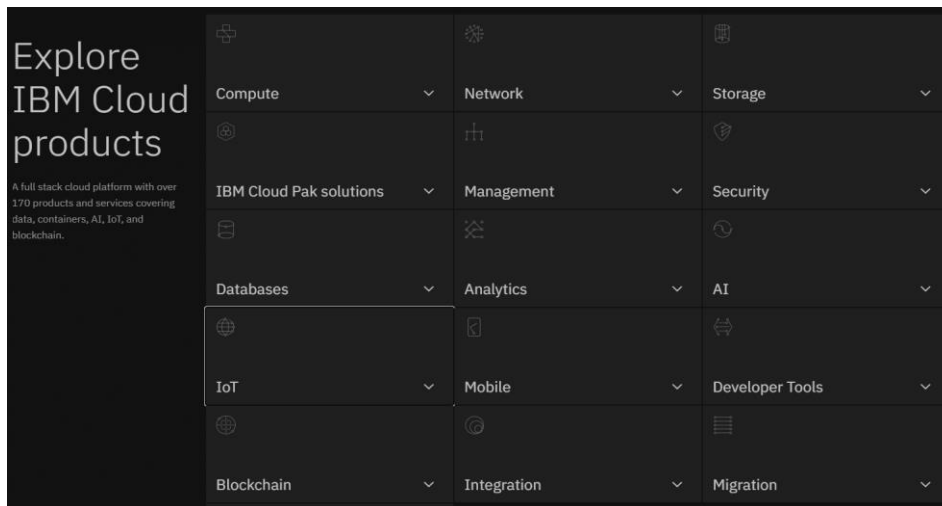 Explore
IBM Cloud
products
A full stack cloud platform with over
170 products and services covering
data, containers, AI, IoT, and
blockchain.
Compute
Network
Storage
IBM Cloud Pak solutions
Management
Security
Databases
Analytics
AI
IoT
Mobile
Developer Tools
Blockchain
Integration
Migration